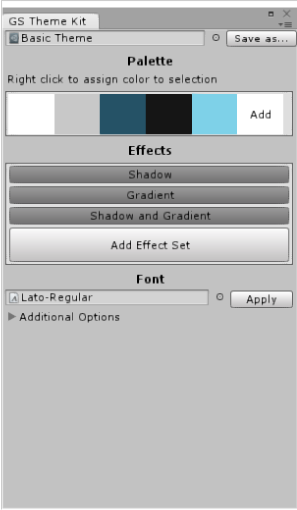 GS Theme Kit
Basic Theme Save as...
Palette
Right click to assign color to selection
Add
Effects
Shadow
Gradient
Shadow and Gradient
Add Effect Set
Font
Lato-Regular Apply
Additional Options